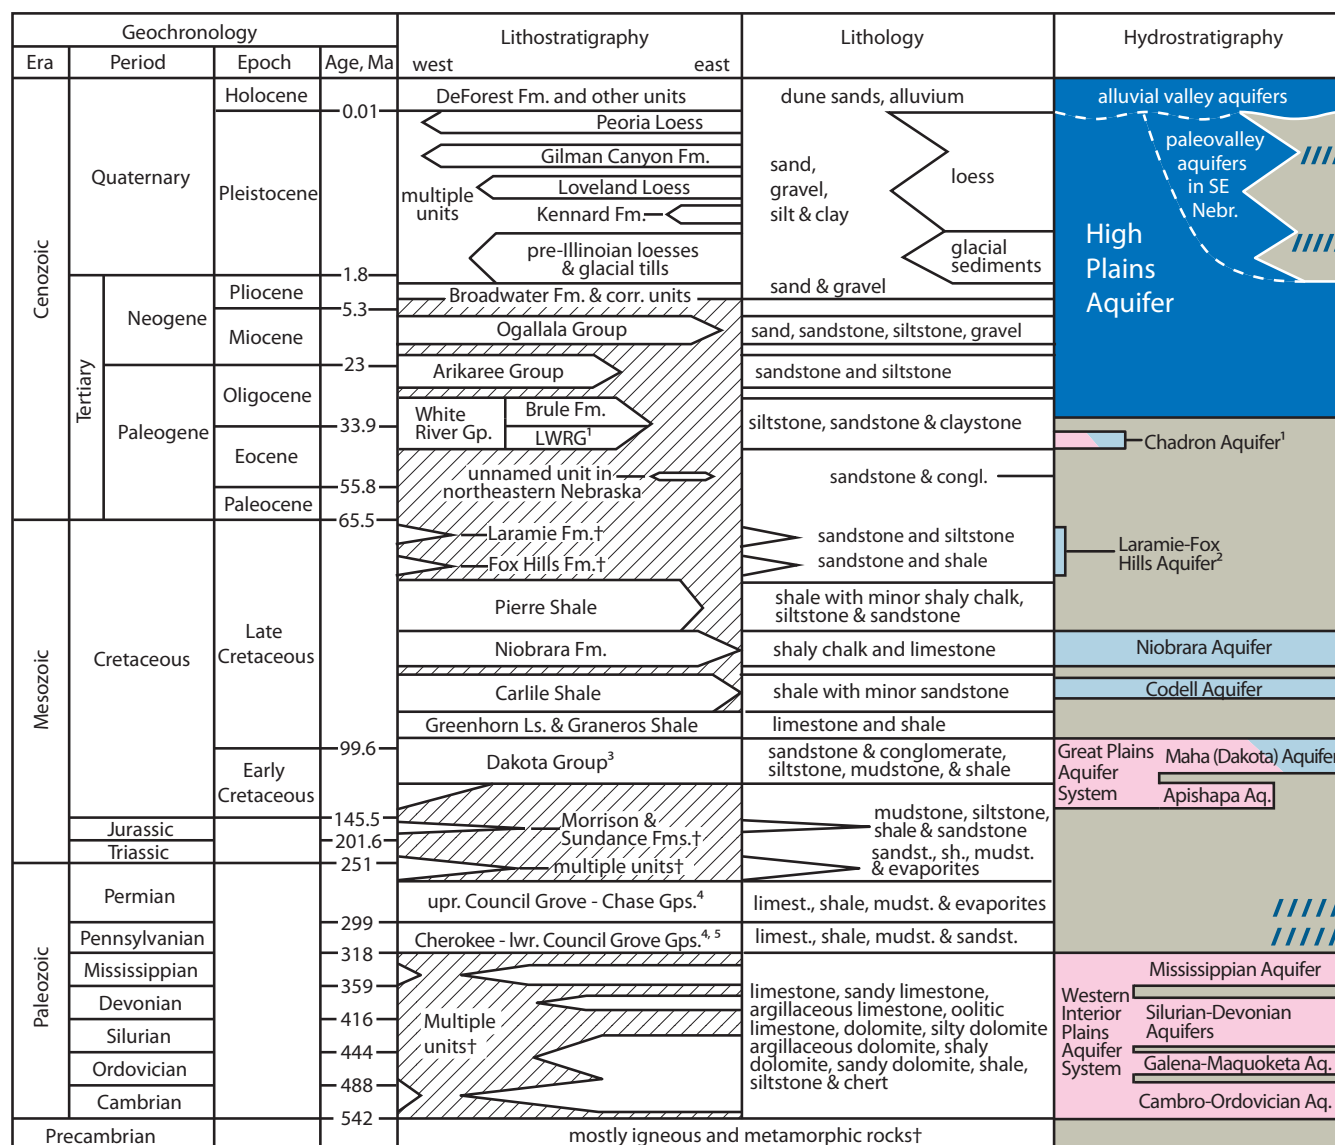 Geochronology
Lithostratigraphy
Lithology
Hydrostratigraphy
Era
Period
Epoch
Age, Ma
west
east
Cenozoic
Quaternary
Holocene
0.01
Pleistocene
1.8
Tertiary
Neogene
Pliocene
5.3
Miocene
23
Paleogene
Oligocene
33.9
Eocene
55.8
Paleocene
65.5
Mesozoic
Cretaceous
Late
Cretaceous
99.6
Early
Cretaceous
145.5
Jurassic
201.6
Triassic
251
Paleozoic
Permian
299
Pennsylvanian
318
Mississippian
359
Devonian
416
Silurian
444
Ordovician
488
Cambrian
542
Precambrian
DeForest Fm. and other units
Peoria Loess
Gilman Canyon Fm.
Loveland Loess
multiple
units
Kennard Fm.
pre-Illinoian loesses
& glacial tills
Broadwater Fm. & corr. units
Ogallala Group
Arikaree Group
White
River Gp.
Brule Fm.
LWRG¹
unnamed unit in
northeastern Nebraska
Laramie Fm.†
Fox Hills Fm.†
Pierre Shale
Niobrara Fm.
Carlile Shale
Greenhorn Ls. & Graneros Shale
Dakota Group³
Morrison &
Sundance Fms.†
multiple units†
upr. Council Grove - Chase Gps.⁴
Cherokee - lwr. Council Grove Gps.⁴, ⁵
Multiple
units†
mostly igneous and metamorphic rocks†
dune sands, alluvium
sand,
gravel,
silt & clay
loess
glacial
sediments
sand & gravel
sand, sandstone, siltstone, gravel
sandstone and siltstone
siltstone, sandstone & claystone
sandstone & congl.
sandstone and siltstone
sandstone and shale
shale with minor shaly chalk,
siltstone & sandstone
shaly chalk and limestone
shale with minor sandstone
limestone and shale
sandstone & conglomerate,
siltstone, mudstone, & shale
mudstone, siltstone,
shale & sandstone
sandst., sh., mudst.
& evaporites
limest., shale, mudst. & evaporites
limest., shale, mudst. & sandst.
limestone, sandy limestone,
argillaceous limestone, oolitic
limestone, dolomite, silty dolomite
argillaceous dolomite, shaly
dolomite, sandy dolomite, shale,
siltstone & chert
alluvial valley aquifers
paleovalley
aquifers
in SE
Nebr.
High
Plains
Aquifer
Chadron Aquifer¹
Laramie-Fox
Hills Aquifer²
Niobrara Aquifer
Codell Aquifer
Great Plains
Aquifer
System
Maha (Dakota) Aquifer
Apishapa Aq.
Western
Interior
Plains
Aquifer
System
Mississippian Aquifer
Silurian-Devonian
Aquifers
Galena-Maquoketa Aq.
Cambro-Ordovician Aq.